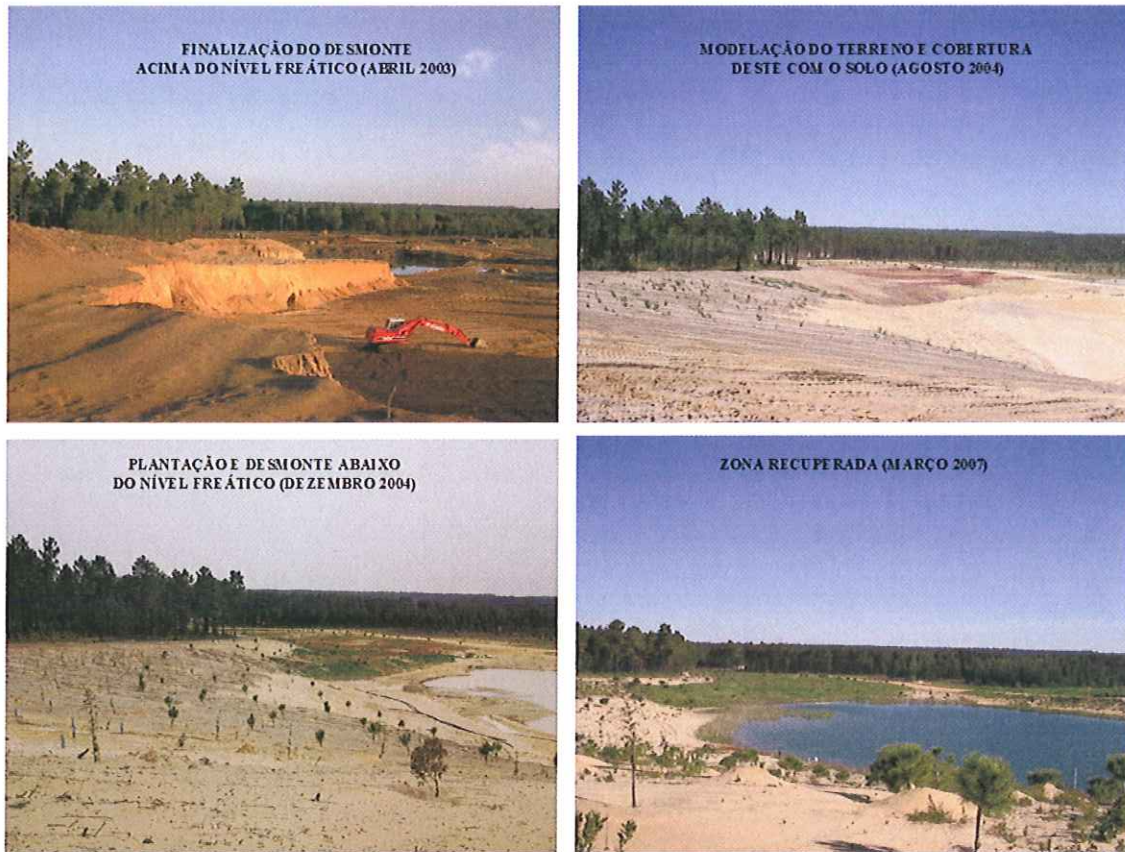 FINALIZAÇÃO DO DESMONTE
ACIMA DO NÍVEL FREÁTICO (ABRIL 2003)
MODELAÇÃO DO TERRENO E COBERTURA
DESTE COM O SOLO (AGOSTO 2004)
PLANTAÇÃO E DESMONTE ABAIXO
DO NÍVEL FREÁTICO (DEZEMBRO 2004)
ZONA RECUPERADA (MARÇO 2007)